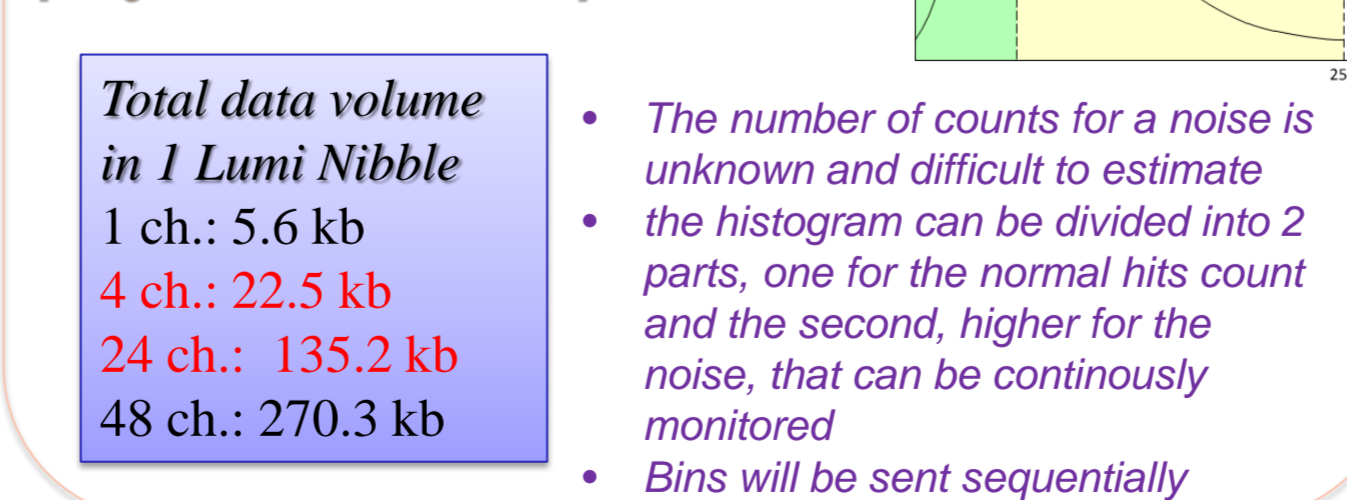 25
Total data volume
in 1 Lumi Nibble
1 ch.: 5.6 kb
4 ch.: 22.5 kb
24 ch.: 135.2 kb
48 ch.: 270.3 kb
• The number of counts for a noise is
unknown and difficult to estimate
• the histogram can be divided into 2
parts, one for the normal hits count
and the second, higher for the
noise, that can be continously
monitored
• Bins will be sent sequentially